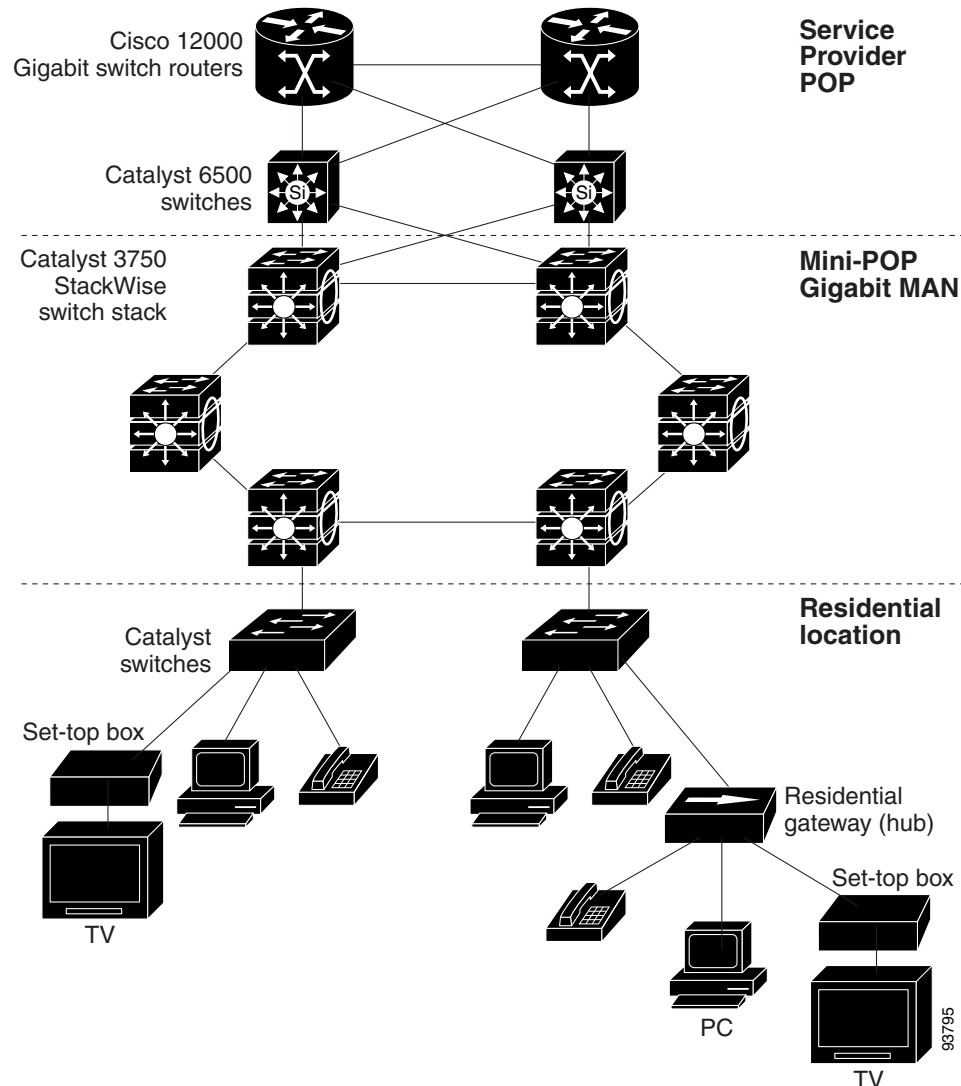 Cisco 12000
Gigabit switch routers
Service
Provider
POP
Catalyst 6500
switches
Si
Si
Catalyst 3750
StackWise
switch stack
Mini-POP
Gigabit MAN
Residential
location
Catalyst
switches
Set-top box
Residential
gateway (hub)
Set-top box
TV
PC
TV
93795